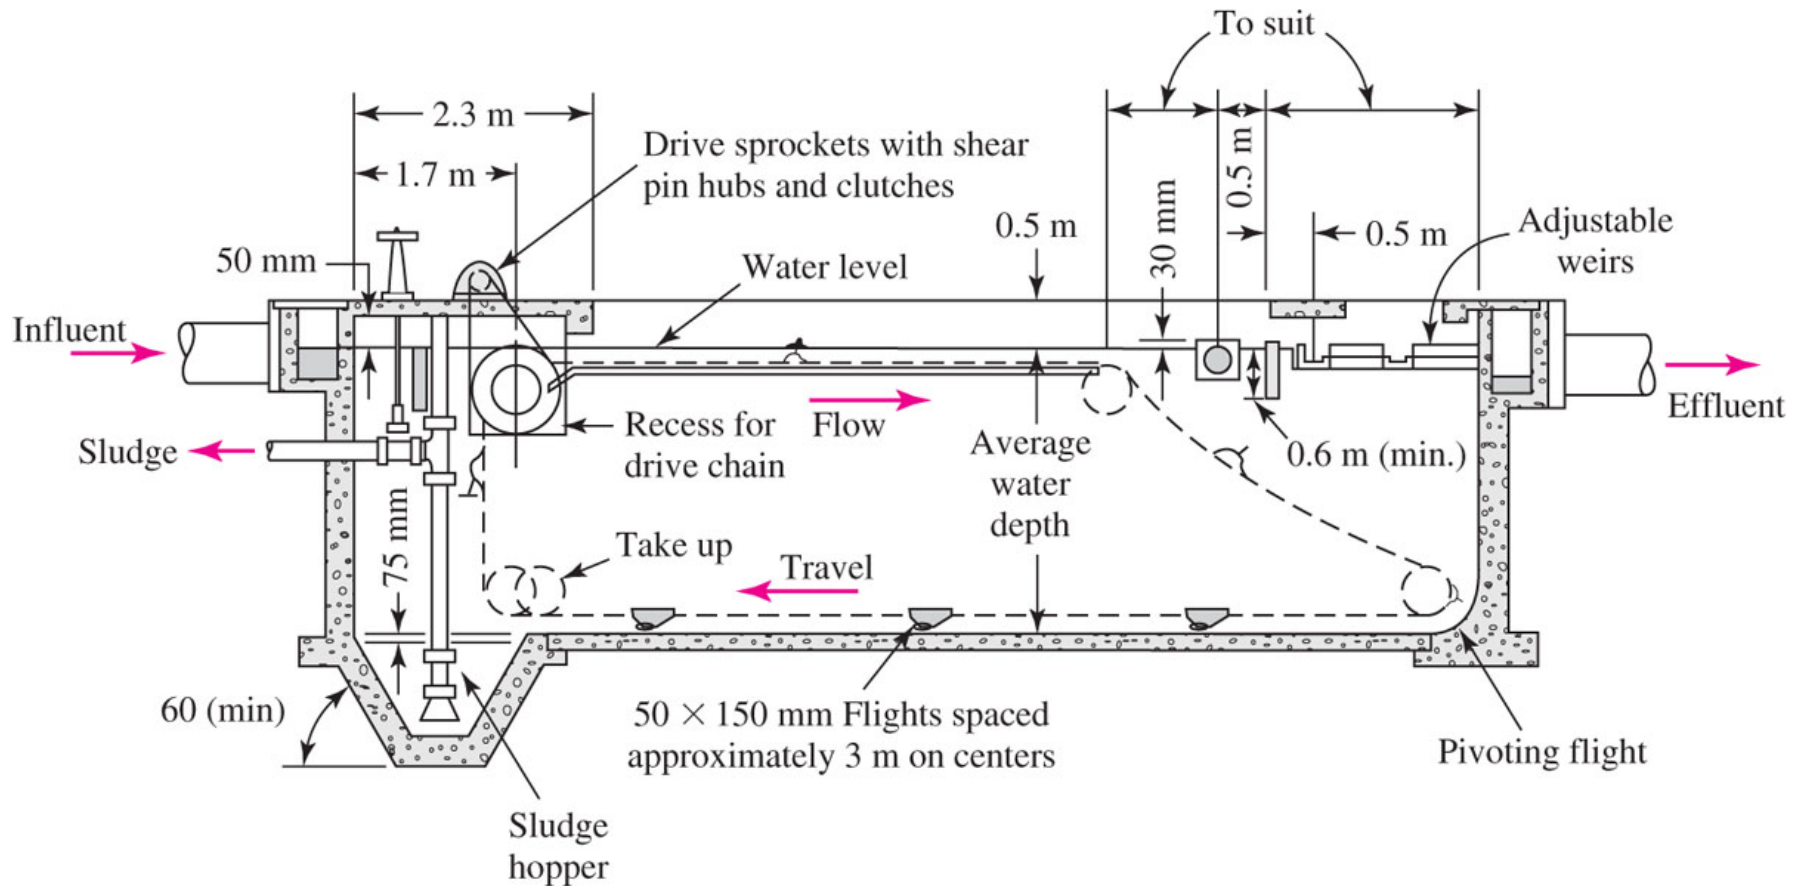 To suit
2.3 m
1.7 m
Drive sprockets with shear
pin hubs and clutches
0.5 m
30 mm
0.5 m
0.5 m
Adjustable
weirs
50 mm
Water level
Influent
Effluent
Sludge
Recess for
drive chain
Flow
Average
water
depth
0.6 m (min.)
75 mm
Take up
Travel
60 (min)
50 × 150 mm Flights spaced
approximately 3 m on centers
Pivoting flight
Sludge
hopper